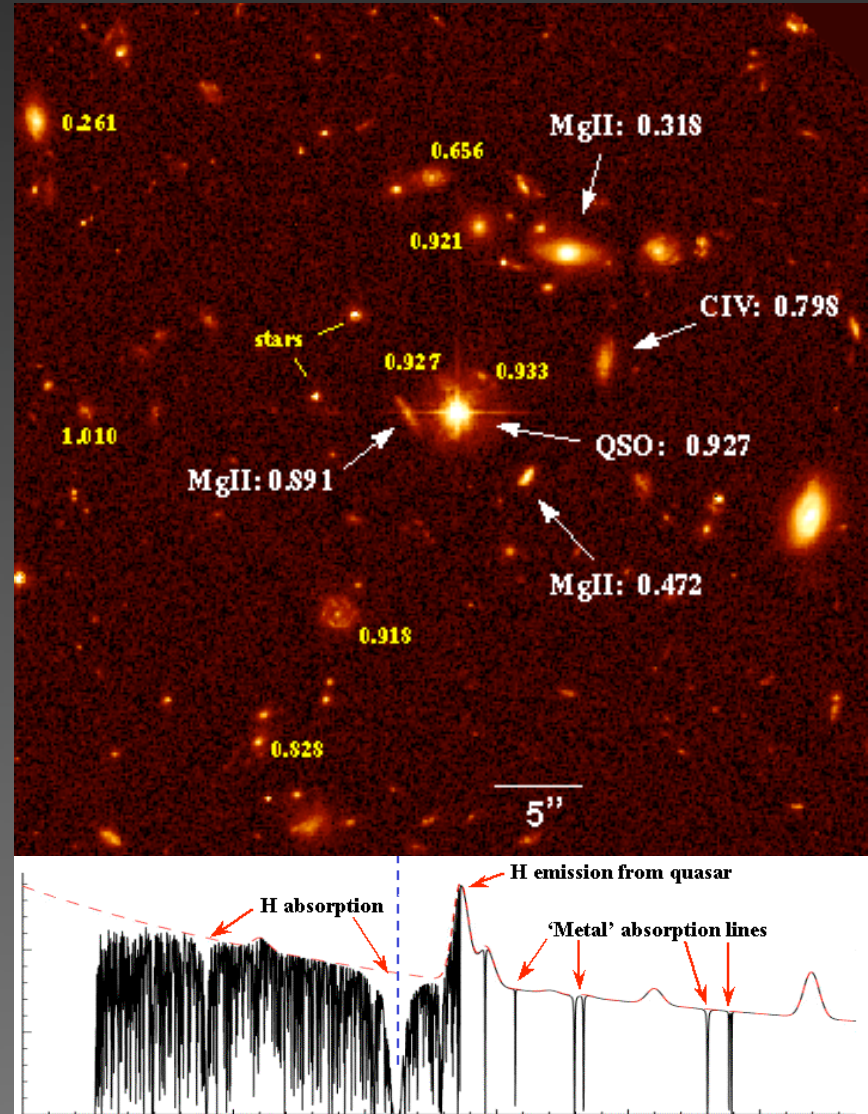 0.261
MgII: 0.318
0.656
0.921
CIV: 0.798
stars
0.927
0.933
1.010
QSO: 0.927
MgII: 0.891
MgII: 0.472
0.918
0.828
5”
H emission from quasar
H absorption
‘Metal’ absorption lines